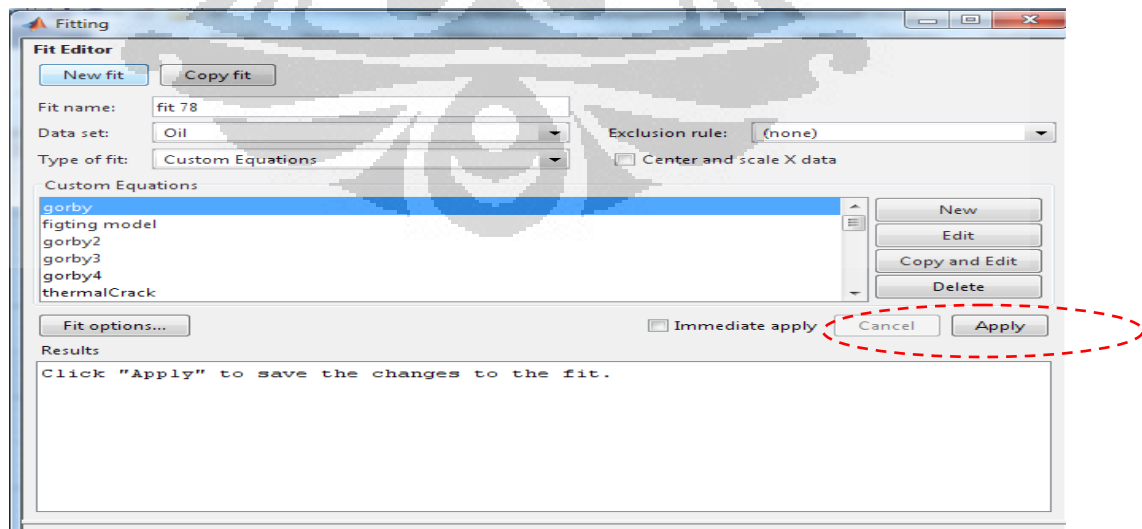 Fitting
Fit Editor
New fit Copy fit
Fit name: fit 78
Data set: Oil Exclusion rule: (none)
Type of fit: Custom Equations Center and scale X data
Custom Equations
gorby New
figting model Edit
gorby2
gorby3 Copy and Edit
gorby4
thermalCrack Delete
Fit options... Immediate apply Cancel Apply
Results
Click "Apply" to save the changes to the fit.